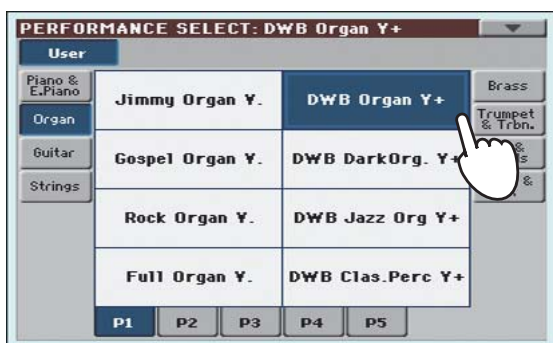 PERFORMANCE SELECT: DWB Organ Y+
User
Piano &
E.Piano
Organ
Guitar
Strings
Jimmy Organ Y.
DWB Organ Y+
Gospel Organ Y.
DWB DarkOrg. Y+
Rock Organ Y.
DWB Jazz Org Y+
Full Organ Y.
DWB Clas.Perc Y+
Brass
Trumpet
& Trbn.
&
&
P1 P2 P3 P4 P5